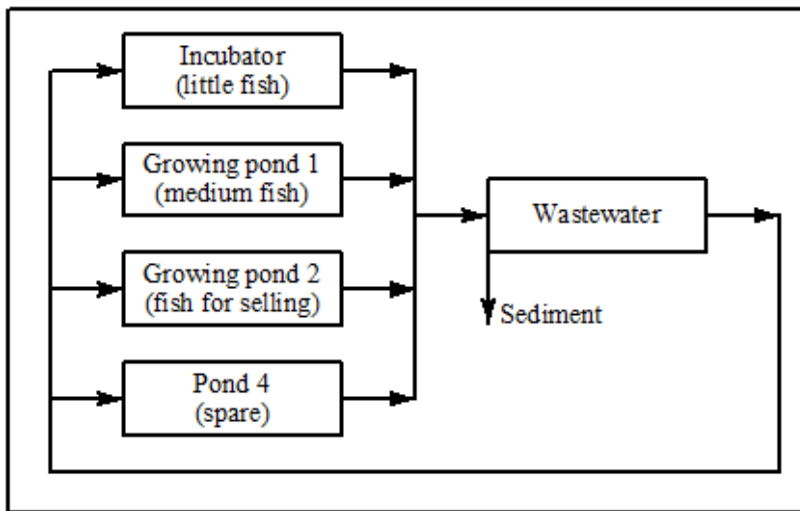 Incubator
(little fish)
Growing pond 1
(medium fish)
Wastewater
Growing pond 2
(fish for selling)
Sediment
Pond 4
(spare)